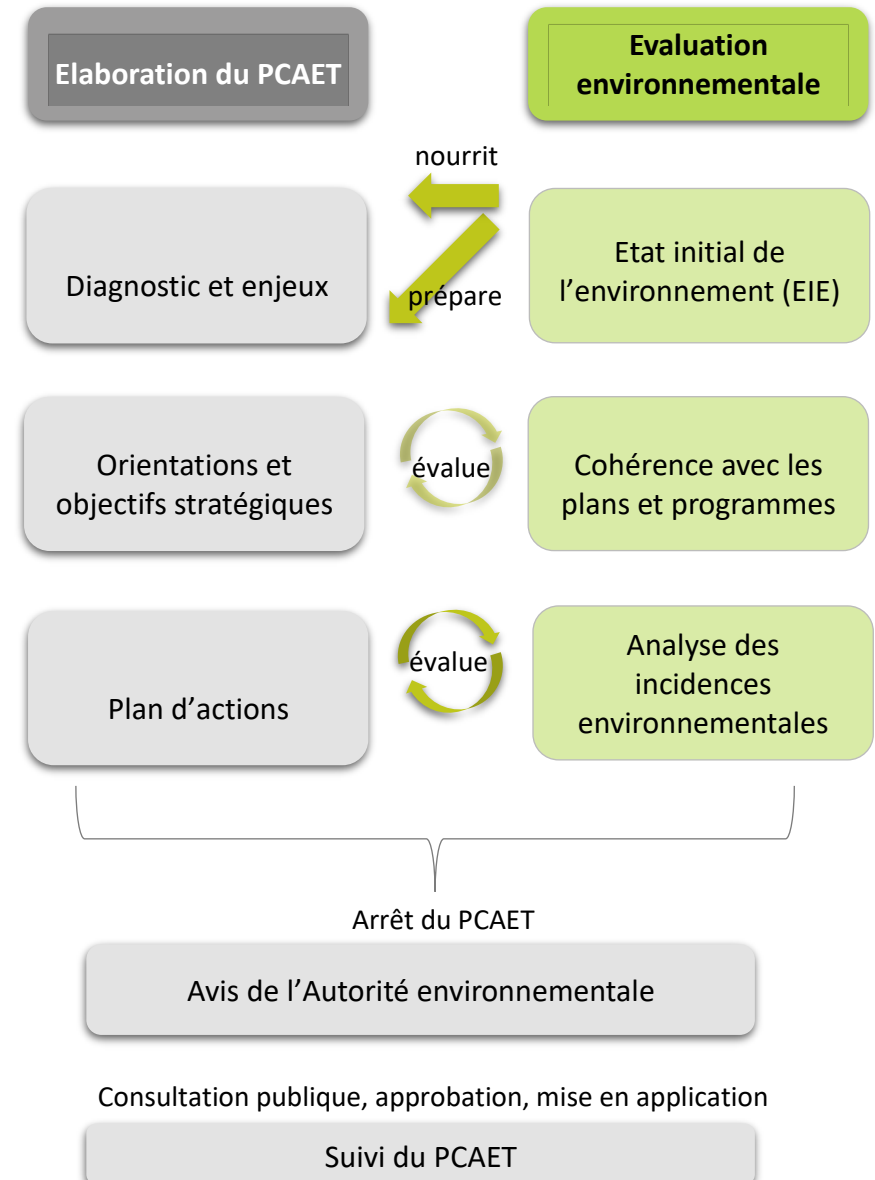 Elaboration du PCAET
Evaluation
environnementale
nourrit
Diagnostic et enjeux
prépare
Etat initial de
l’environnement (EIE)
Orientations et
objectifs stratégiques
évalue
Cohérence avec les
plans et programmes
Plan d’actions
évalue
Analyse des
incidences
environnementales
Arrêt du PCAET
Avis de l’Autorité environnementale
Consultation publique, approbation, mise en application
Suivi du PCAET